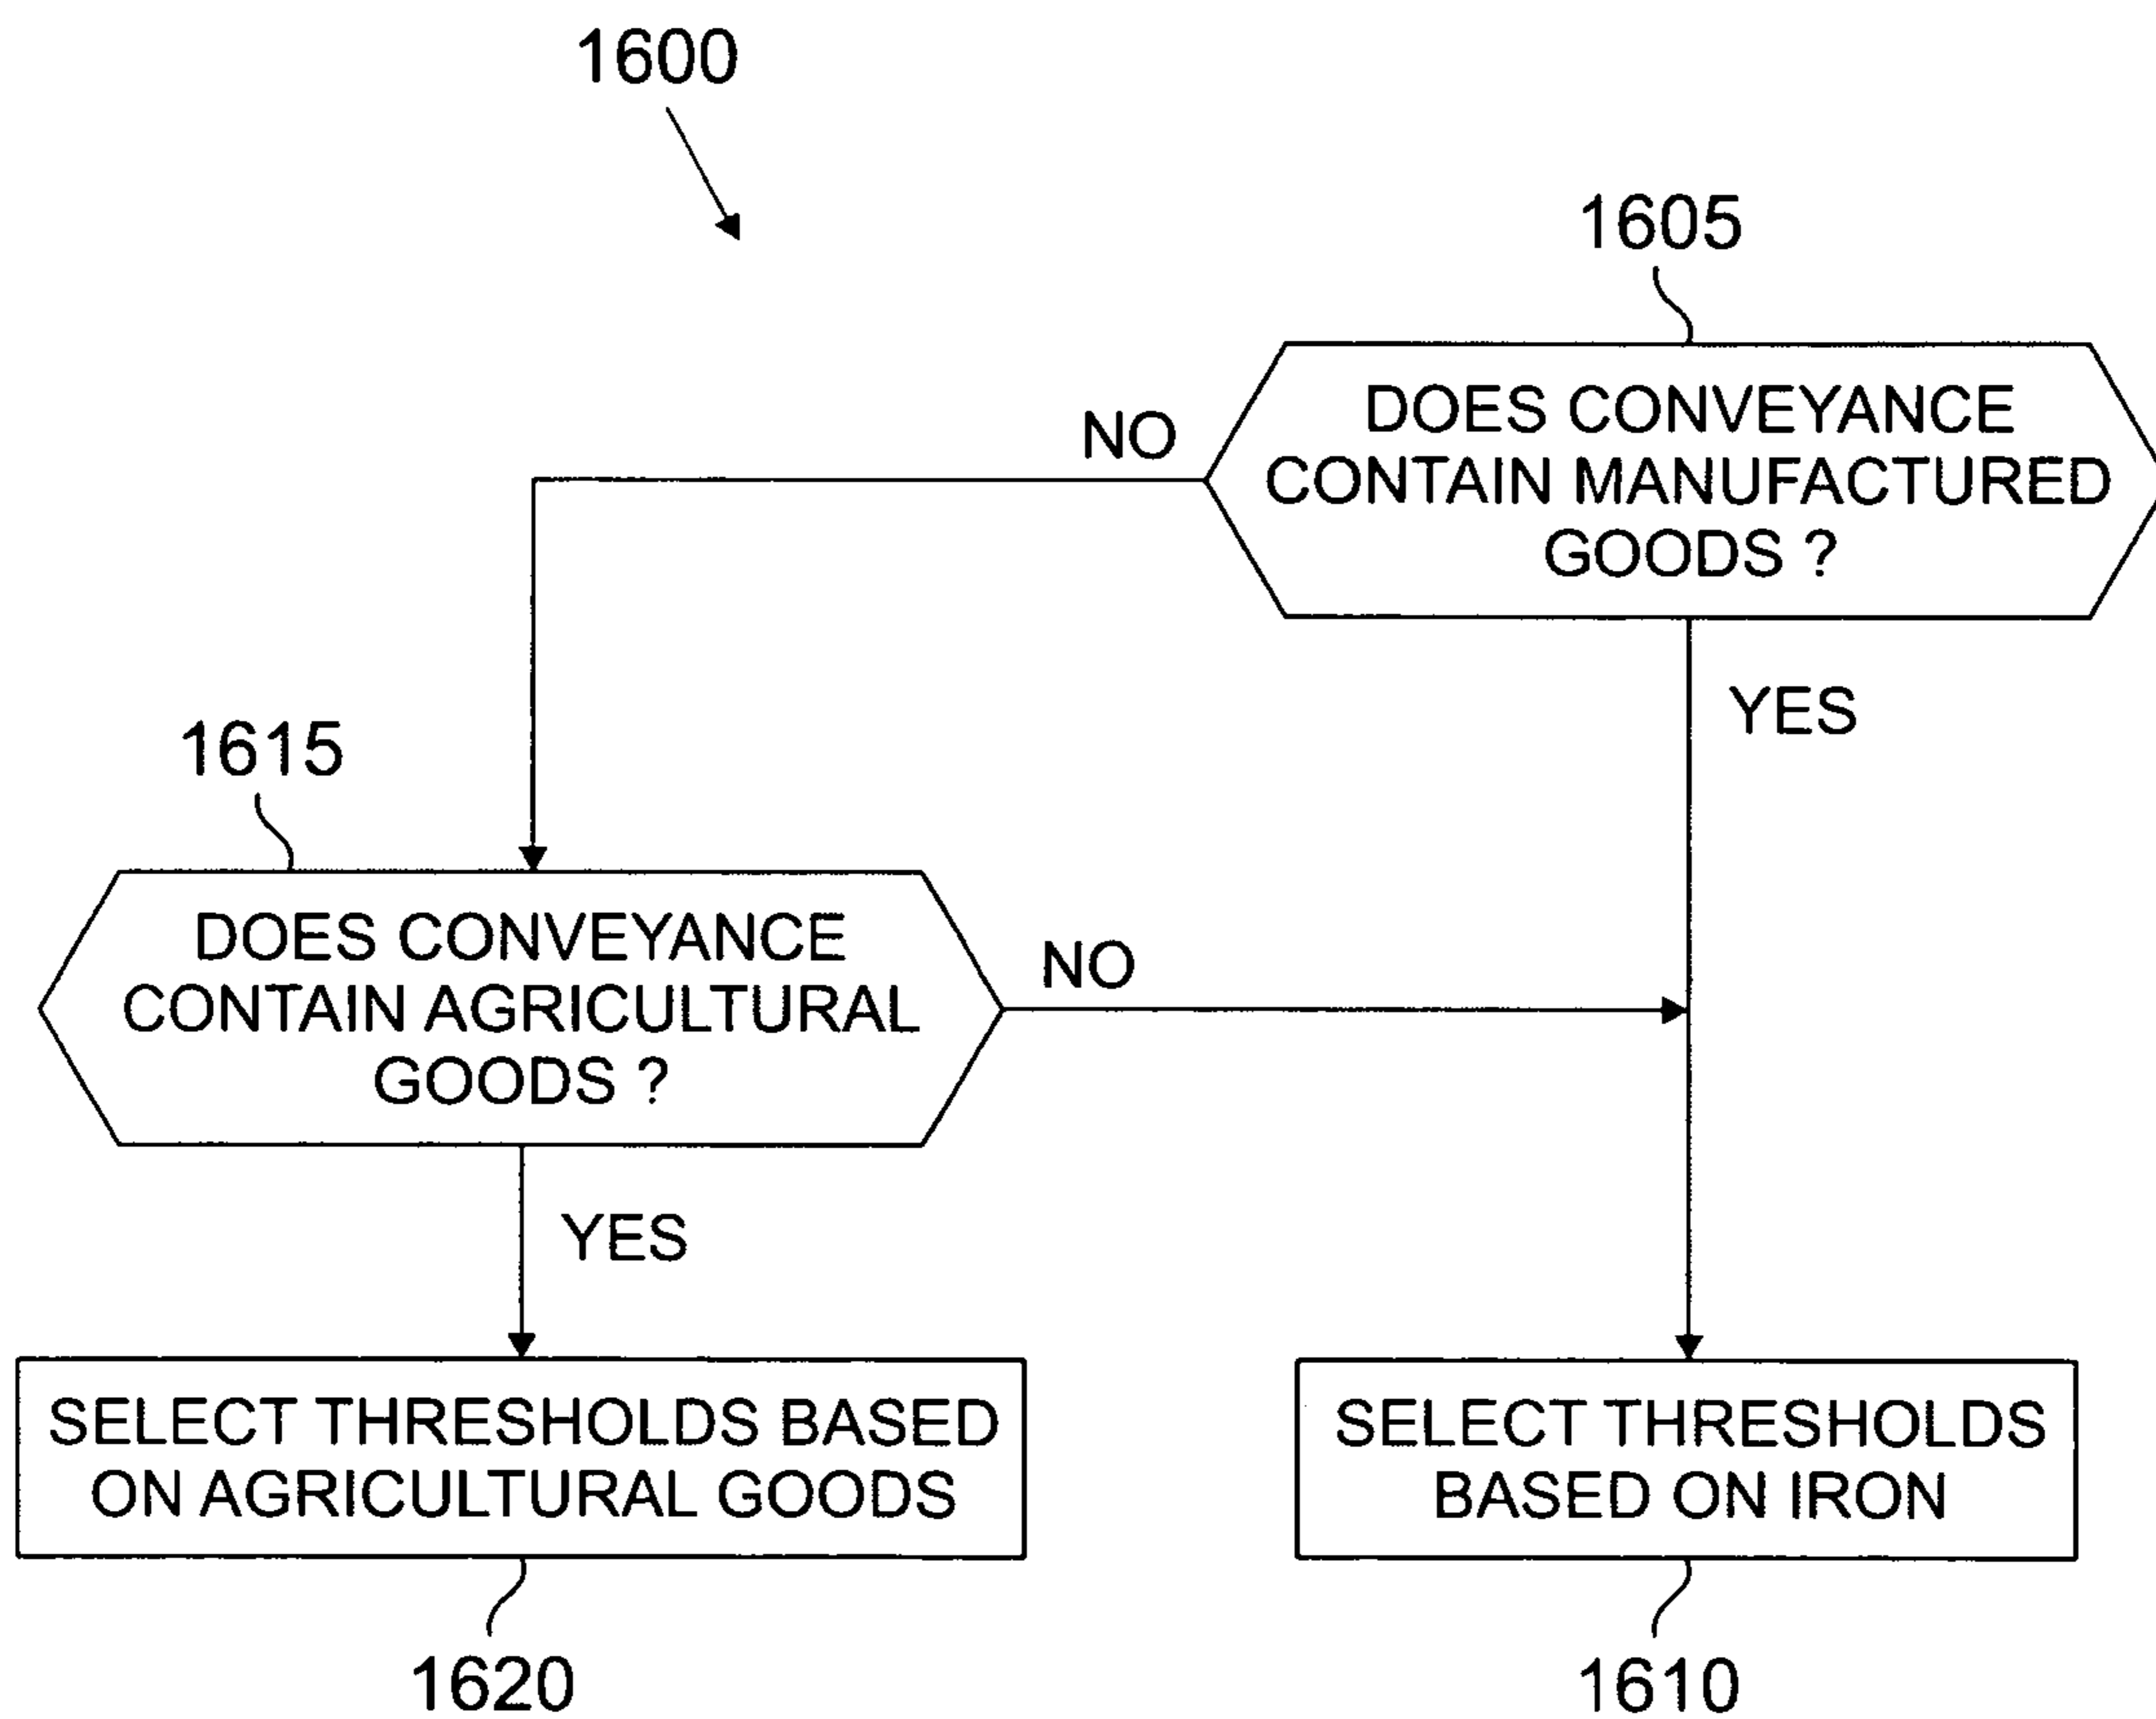 1600
1605
DOES CONVEYANCE
CONTAIN MANUFACTURED
GOODS ?
NO
YES
1615
DOES CONVEYANCE
CONTAIN AGRICULTURAL
GOODS ?
NO
YES
SELECT THRESHOLDS BASED
ON AGRICULTURAL GOODS
SELECT THRESHOLDS
BASED ON IRON
1620
1610